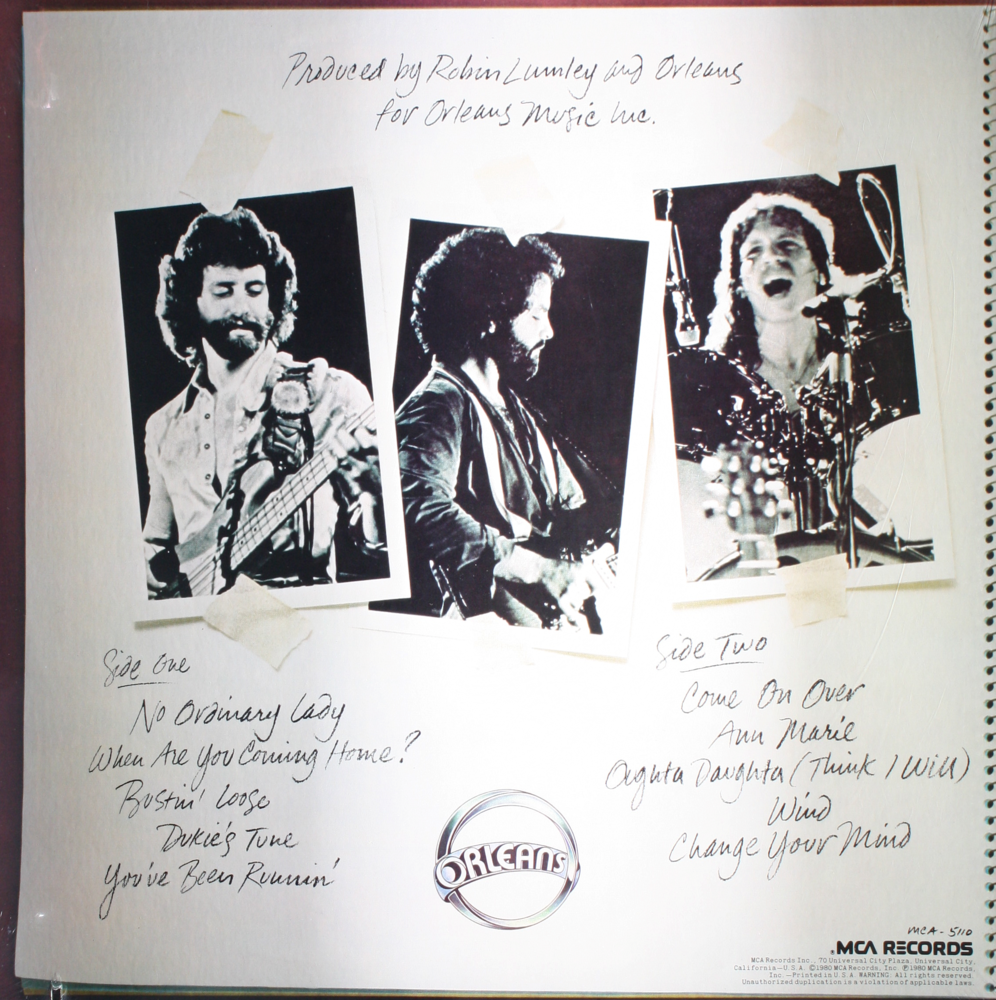 Produced by Robin Lumley and Orleans
for Orleans Music Inc.
Side One
No Ordinary Lady
When Are You Coming Home?
Bustin' Loose
Dukie's Tune
You've Been Runnin'
Side Two
Come On Over
Ann Marie
Oughta Daughta (Think I Will)
Wind
Change Your Mind
ORLEANS
MCA - 5110
MCA RECORDS
MCA Records Inc., 70 Universal City Plaza, Universal City,
California—U.S.A. ©1980 MCA Records, Inc. ℗1980 MCA Records,
Inc.—Printed in U.S.A. WARNING: All rights reserved.
Unauthorized duplication is a violation of applicable laws.